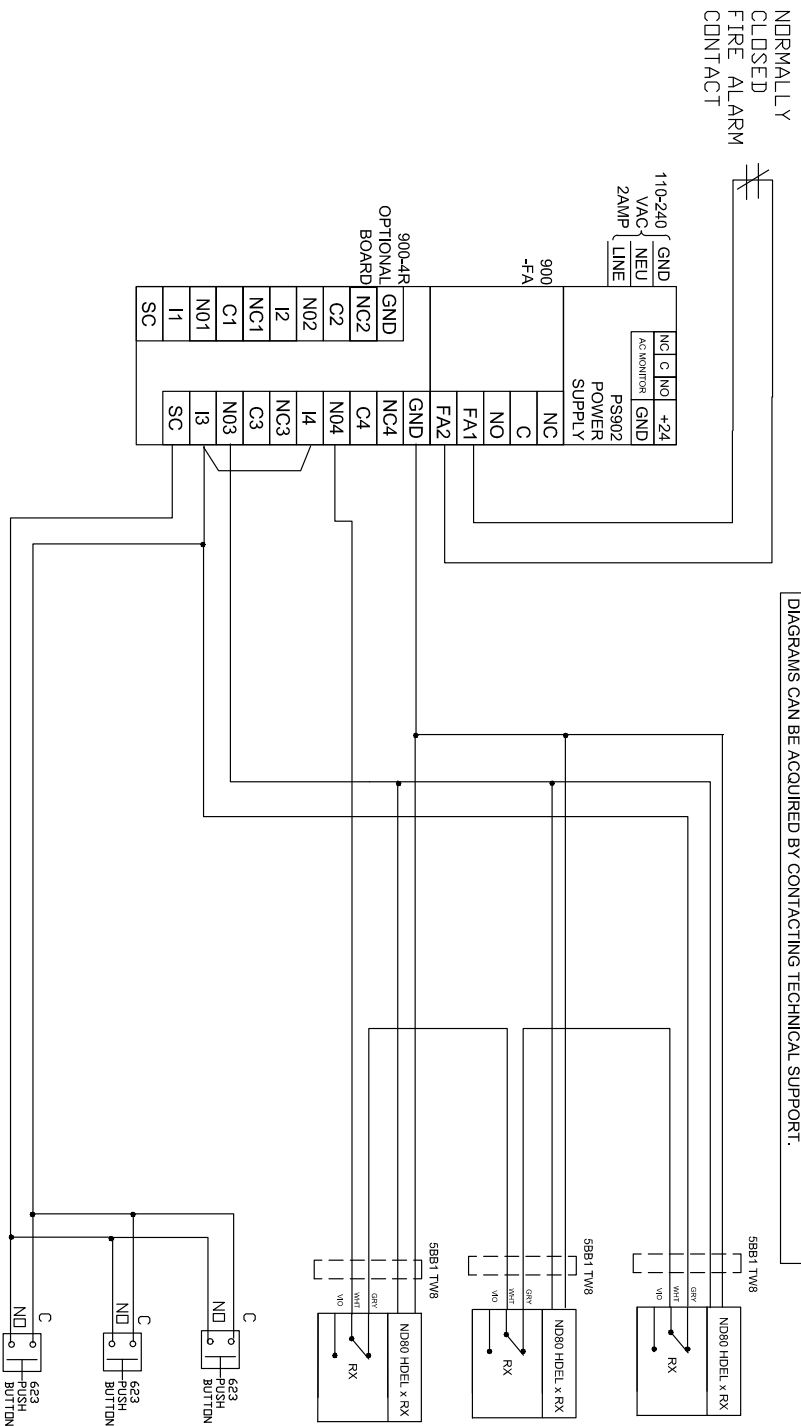 NORMALLY
CLOSED
FIRE ALARM
CONTACT
DIAGRAMS CAN BE ACQUIRED BY CONTACTING TECHNICAL SUPPORT.
110-240
VAC
2AMP
GND
NEU
LINE
NC C NO
AC MONITOR
+24
GND
PS902
POWER
SUPPLY
900
-FA
NC
C
NO
FA1
FA2
900-4R
OPTIONAL
BOARD
GND
NC2
C2
N02
I2
NC1
C1
N01
I1
SC
GND
NC4
C4
N04
I4
NC3
C3
N03
I3
SC
5BB1 TW8
GRY
WHT
VIO
ND80 HDEL x RX
RX
5BB1 TW8
GRY
WHT
VIO
ND80 HDEL x RX
RX
5BB1 TW8
GRY
WHT
VIO
ND80 HDEL x RX
RX
C
NO
623
PUSH
BUTTON
C
NO
623
PUSH
BUTTON
C
NO
623
PUSH
BUTTON